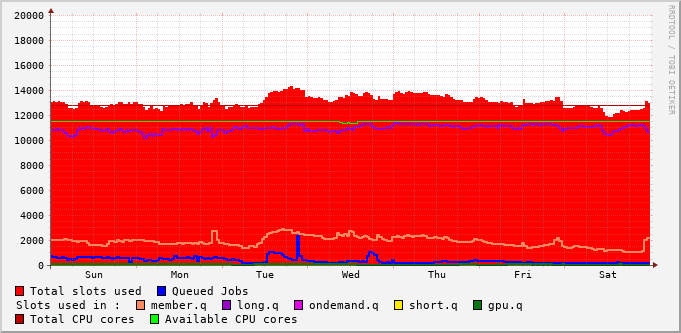 20000
18000
16000
14000
12000
10000
8000
6000
4000
2000
0
Sun Mon Tue Wed Thu Fri Sat
RRDTOOL / TOBI OETIKER
Total slots used Queued Jobs
Slots used in : member.q long.q ondemand.q short.q gpu.q
Total CPU cores Available CPU cores